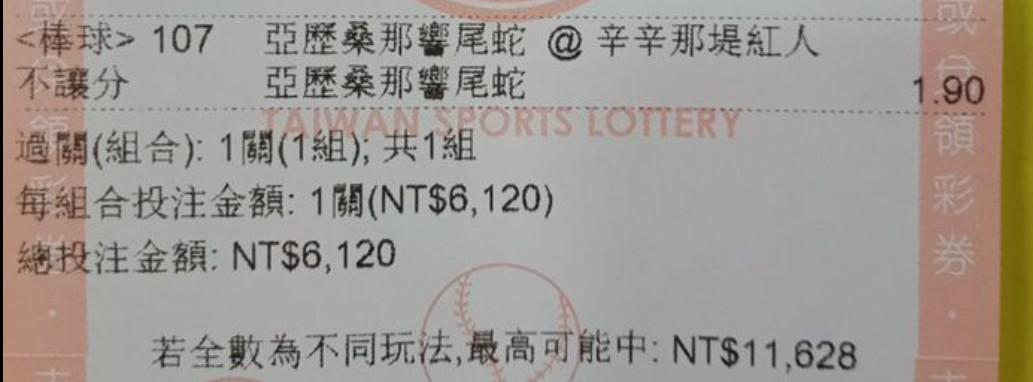 <棒球> 107 亞歷桑那響尾蛇 @ 辛辛那堤紅人
不讓分 亞歷桑那響尾蛇 1.90
TAIWAN SPORTS LOTTERY
過關(組合): 1關(1組); 共1組
每組合投注金額: 1關(NT$6,120)
總投注金額: NT$6,120
若全數為不同玩法,最高可能中: NT$11,628
領彩券